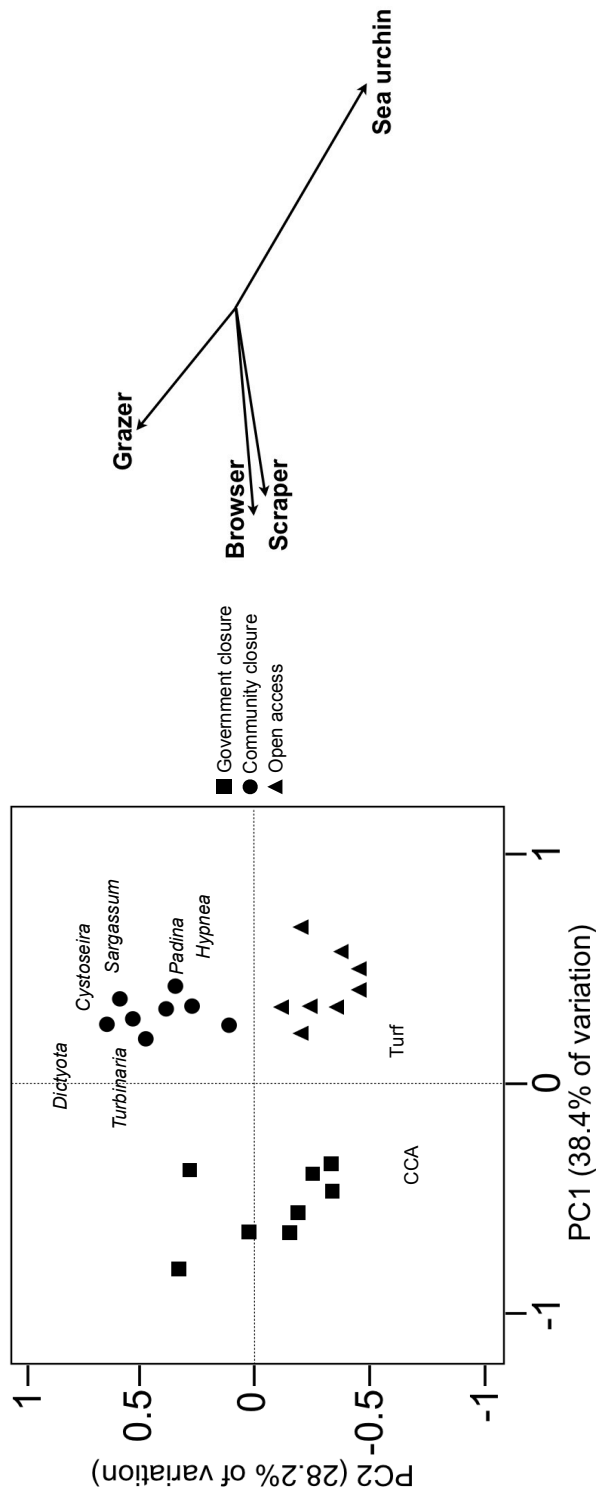 PC2 (28.2% of variation)
1
0.5
0
-0.5
-1
Dictyota
Cystoseira
Sargassum
Turbinaria
Padina
Hypnea
CCA
Turf
-1
0
1
PC1 (38.4% of variation)
Government closure
Community closure
Open access
Grazer
Browser
Scraper
Sea urchin